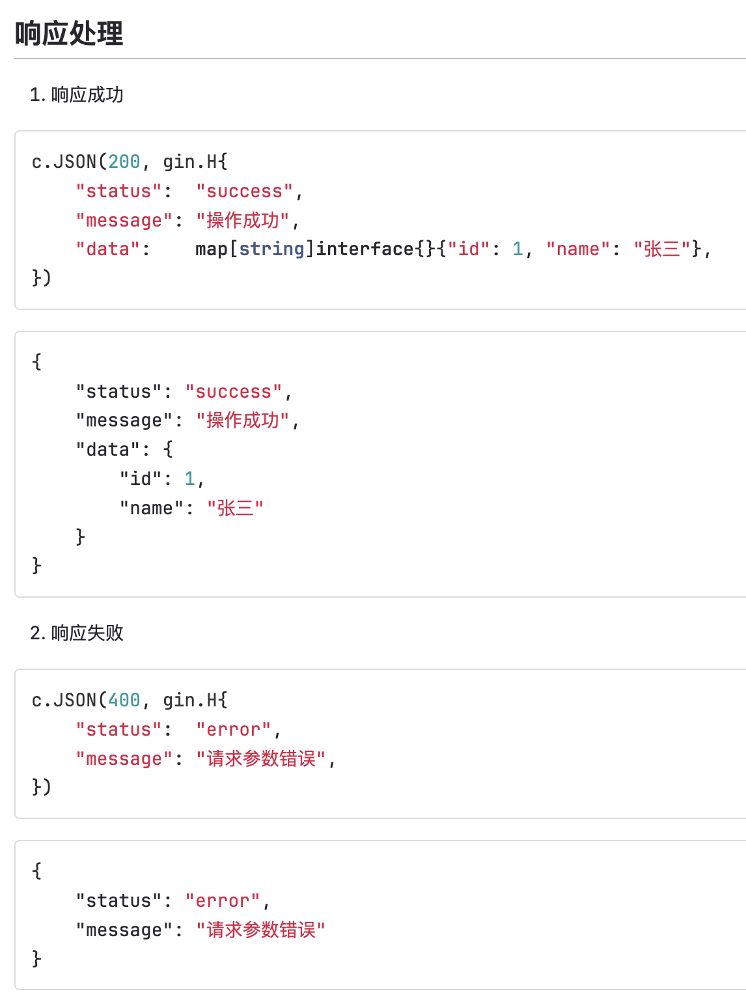 响应处理
1. 响应成功
c.JSON(200, gin.H{
    "status":  "success",
    "message": "操作成功",
    "data":    map[string]interface{}{"id": 1, "name": "张三"},
})
{
    "status": "success",
    "message": "操作成功",
    "data": {
        "id": 1,
        "name": "张三"
    }
}
2. 响应失败
c.JSON(400, gin.H{
    "status":  "error",
    "message": "请求参数错误",
})
{
    "status": "error",
    "message": "请求参数错误"
}